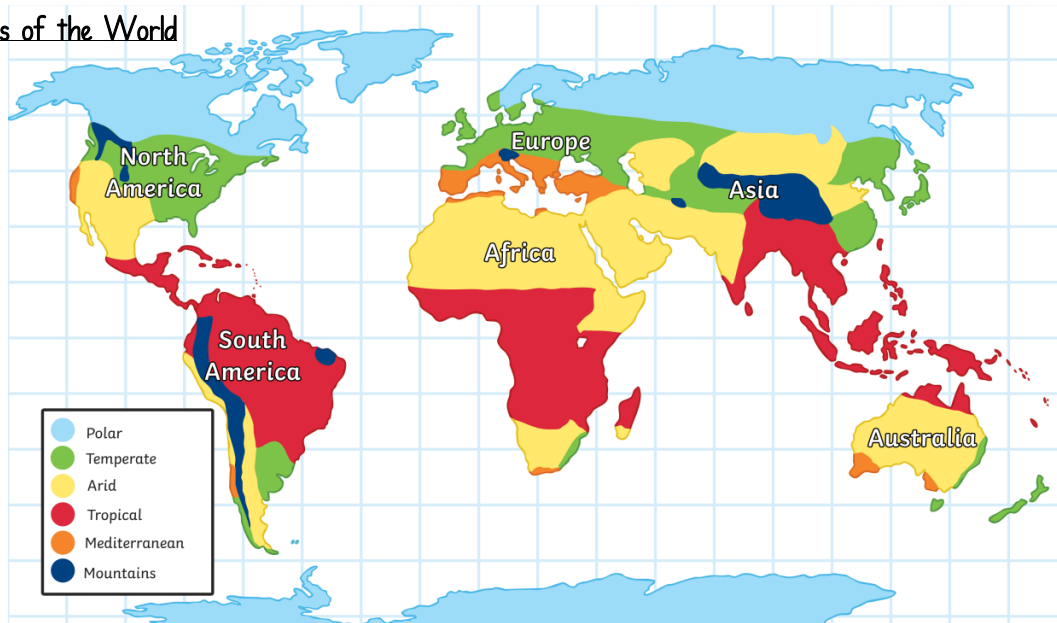 s of the World
North
America
Europe
Asia
Africa
South
America
Australia
Polar
Temperate
Arid
Tropical
Mediterranean
Mountains